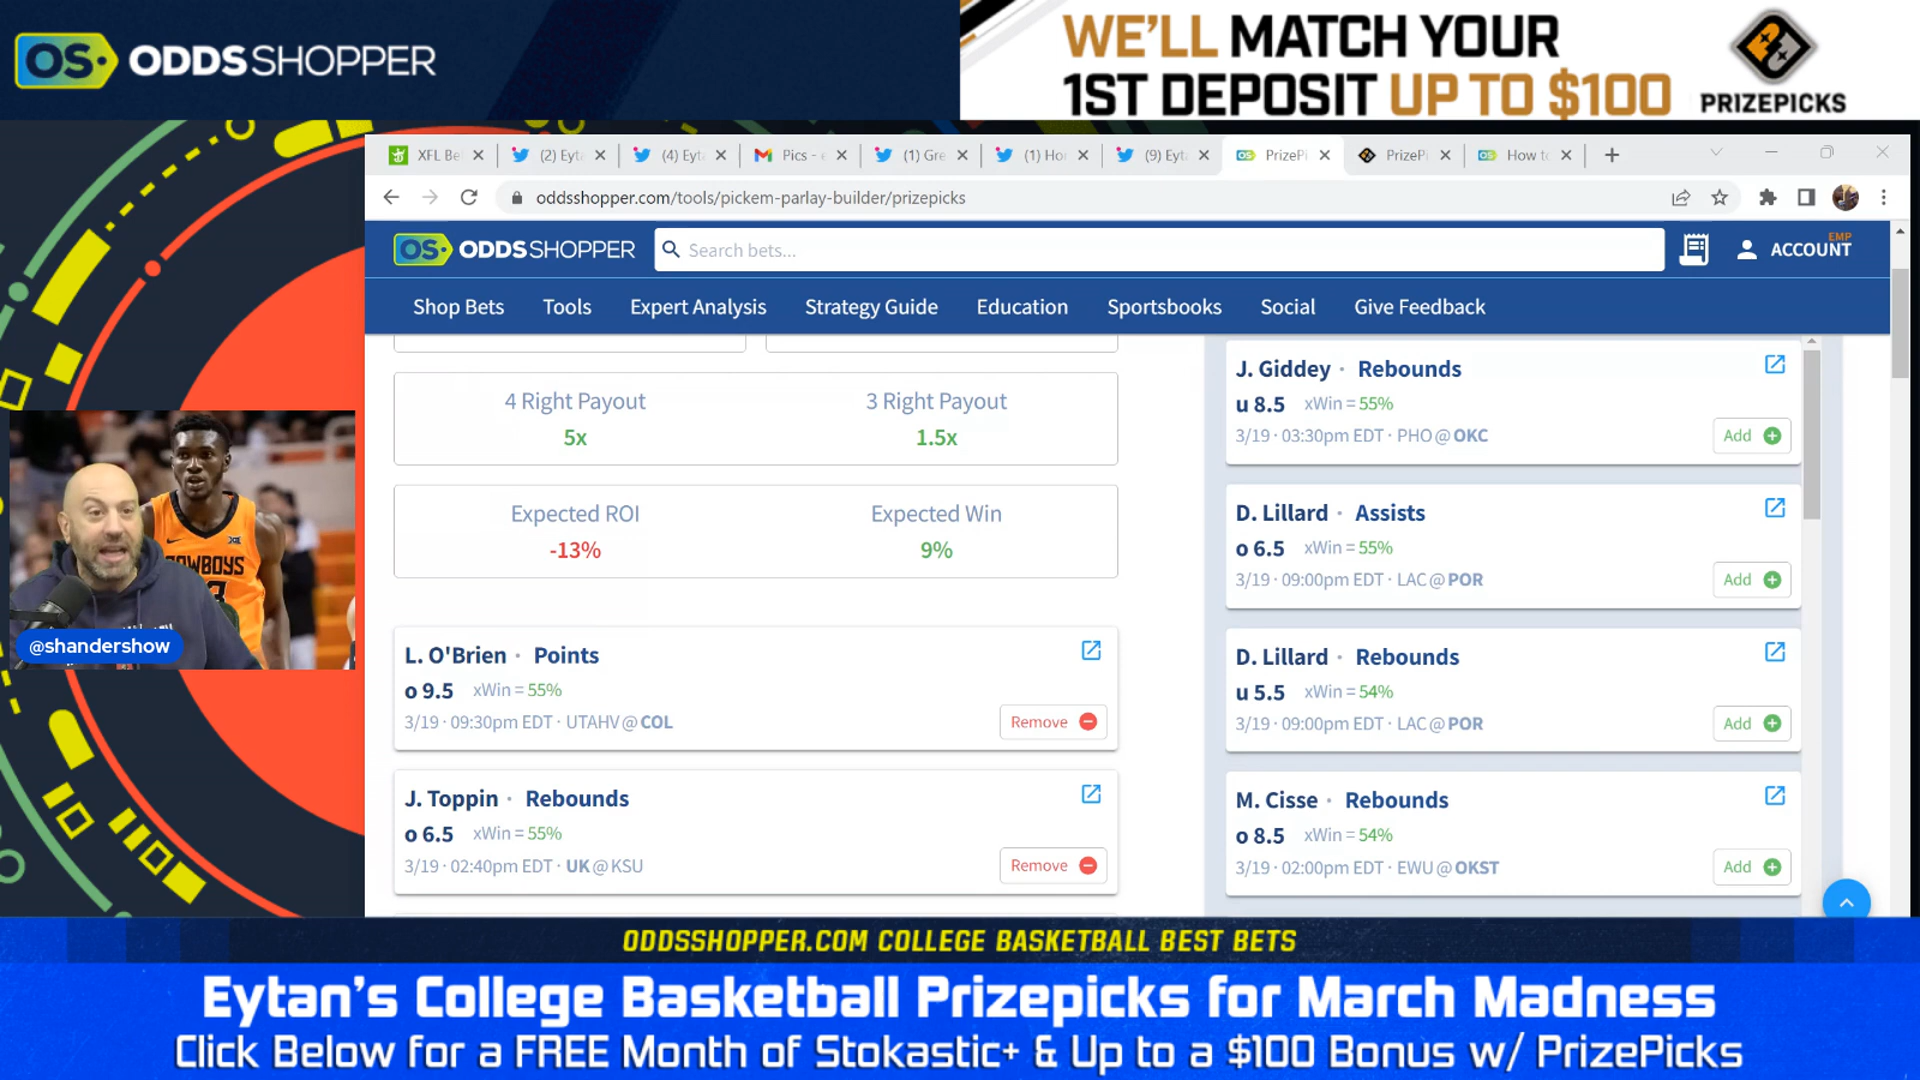 OS. ODDSSHOPPER
WE'LL MATCH YOUR
1ST DEPOSIT UP TO $100
PRIZEPICKS
XFL Be
(2) Eyta
(4) Eyta
Pics - e
(1) Gre
(1) Hor
(9) Eyta
PrizePi
PrizePi
How to
oddsshopper.com/tools/pickem-parlay-builder/prizepicks
OS. ODDSSHOPPER
Search bets...
EMP
ACCOUNT
Shop Bets
Tools
Expert Analysis
Strategy Guide
Education
Sportsbooks
Social
Give Feedback
4 Right Payout
5x
3 Right Payout
1.5x
Expected ROI
-13%
Expected Win
9%
L. O'Brien · Points
o 9.5 xWin = 55%
3/19 · 09:30pm EDT · UTAHV @ COL
Remove
J. Toppin · Rebounds
o 6.5 xWin = 55%
3/19 · 02:40pm EDT · UK @ KSU
Remove
J. Giddey · Rebounds
u 8.5 xWin = 55%
3/19 · 03:30pm EDT · PHO @ OKC
Add
D. Lillard · Assists
o 6.5 xWin = 55%
3/19 · 09:00pm EDT · LAC @ POR
Add
D. Lillard · Rebounds
u 5.5 xWin = 54%
3/19 · 09:00pm EDT · LAC @ POR
Add
M. Cisse · Rebounds
o 8.5 xWin = 54%
3/19 · 02:00pm EDT · EWU @ OKST
Add
COWBOYS
@shandershow
ODDSSHOPPER.COM COLLEGE BASKETBALL BEST BETS
Eytan's College Basketball Prizepicks for March Madness
Click Below for a FREE Month of Stokastic+ & Up to a $100 Bonus w/ PrizePicks